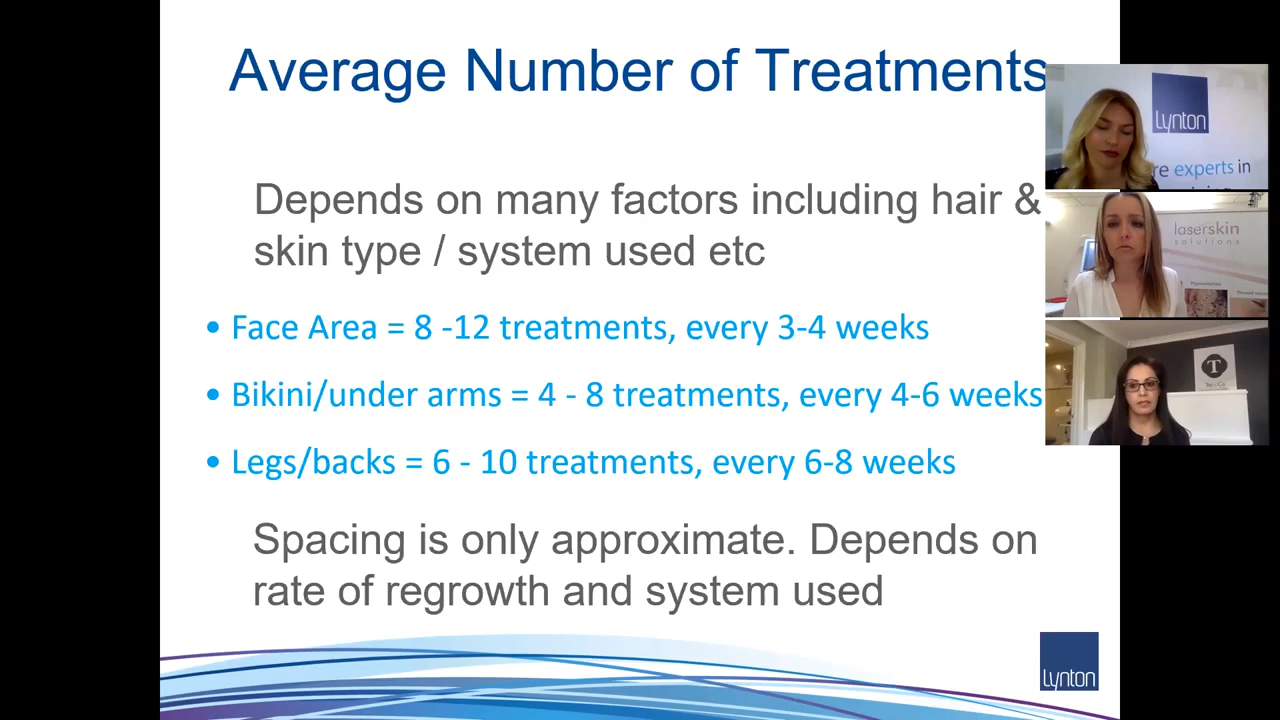 Average Number of Treatments
Depends on many factors including hair &
skin type / system used etc
• Face Area = 8 -12 treatments, every 3-4 weeks
• Bikini/under arms = 4 - 8 treatments, every 4-6 weeks
• Legs/backs = 6 - 10 treatments, every 6-8 weeks
Spacing is only approximate. Depends on
rate of regrowth and system used
Lynton
Lynton
re experts in
laserskin
solutions
Pigmentation
T